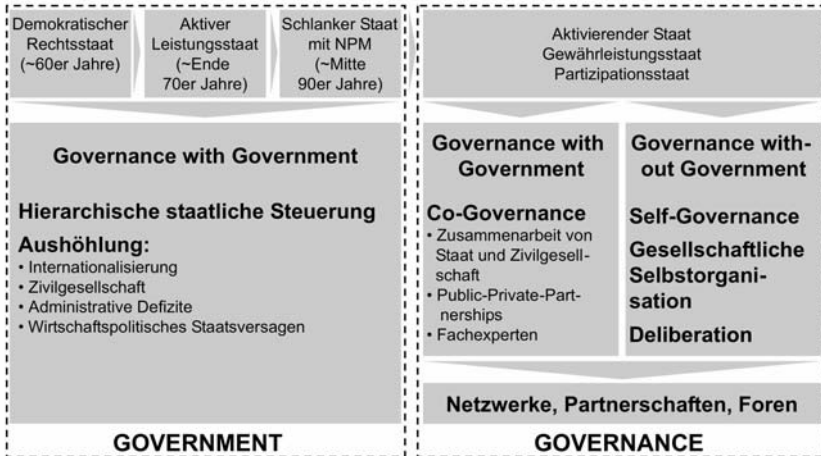 Demokratischer
Rechtsstaat
(~60er Jahre)
Aktiver
Leistungsstaat
(~Ende
70er Jahre)
Schlanker Staat
mit NPM
(~Mitte
90er Jahre)
Aktivierender Staat
Gewährleistungsstaat
Partizipationsstaat
Governance with Government
Hierarchische staatliche Steuerung
Aushöhlung:
• Internationalisierung
• Zivilgesellschaft
• Administrative Defizite
• Wirtschaftspolitisches Staatsversagen
GOVERNMENT
Governance with
Government
Co-Governance
• Zusammenarbeit von
Staat und Zivilgesell-
schaft
• Public-Private-Part-
nerships
• Fachexperten
Governance with-
out Government
Self-Governance
Gesellschaftliche
Selbstorgani-
sation
Deliberation
Netzwerke, Partnerschaften, Foren
GOVERNANCE